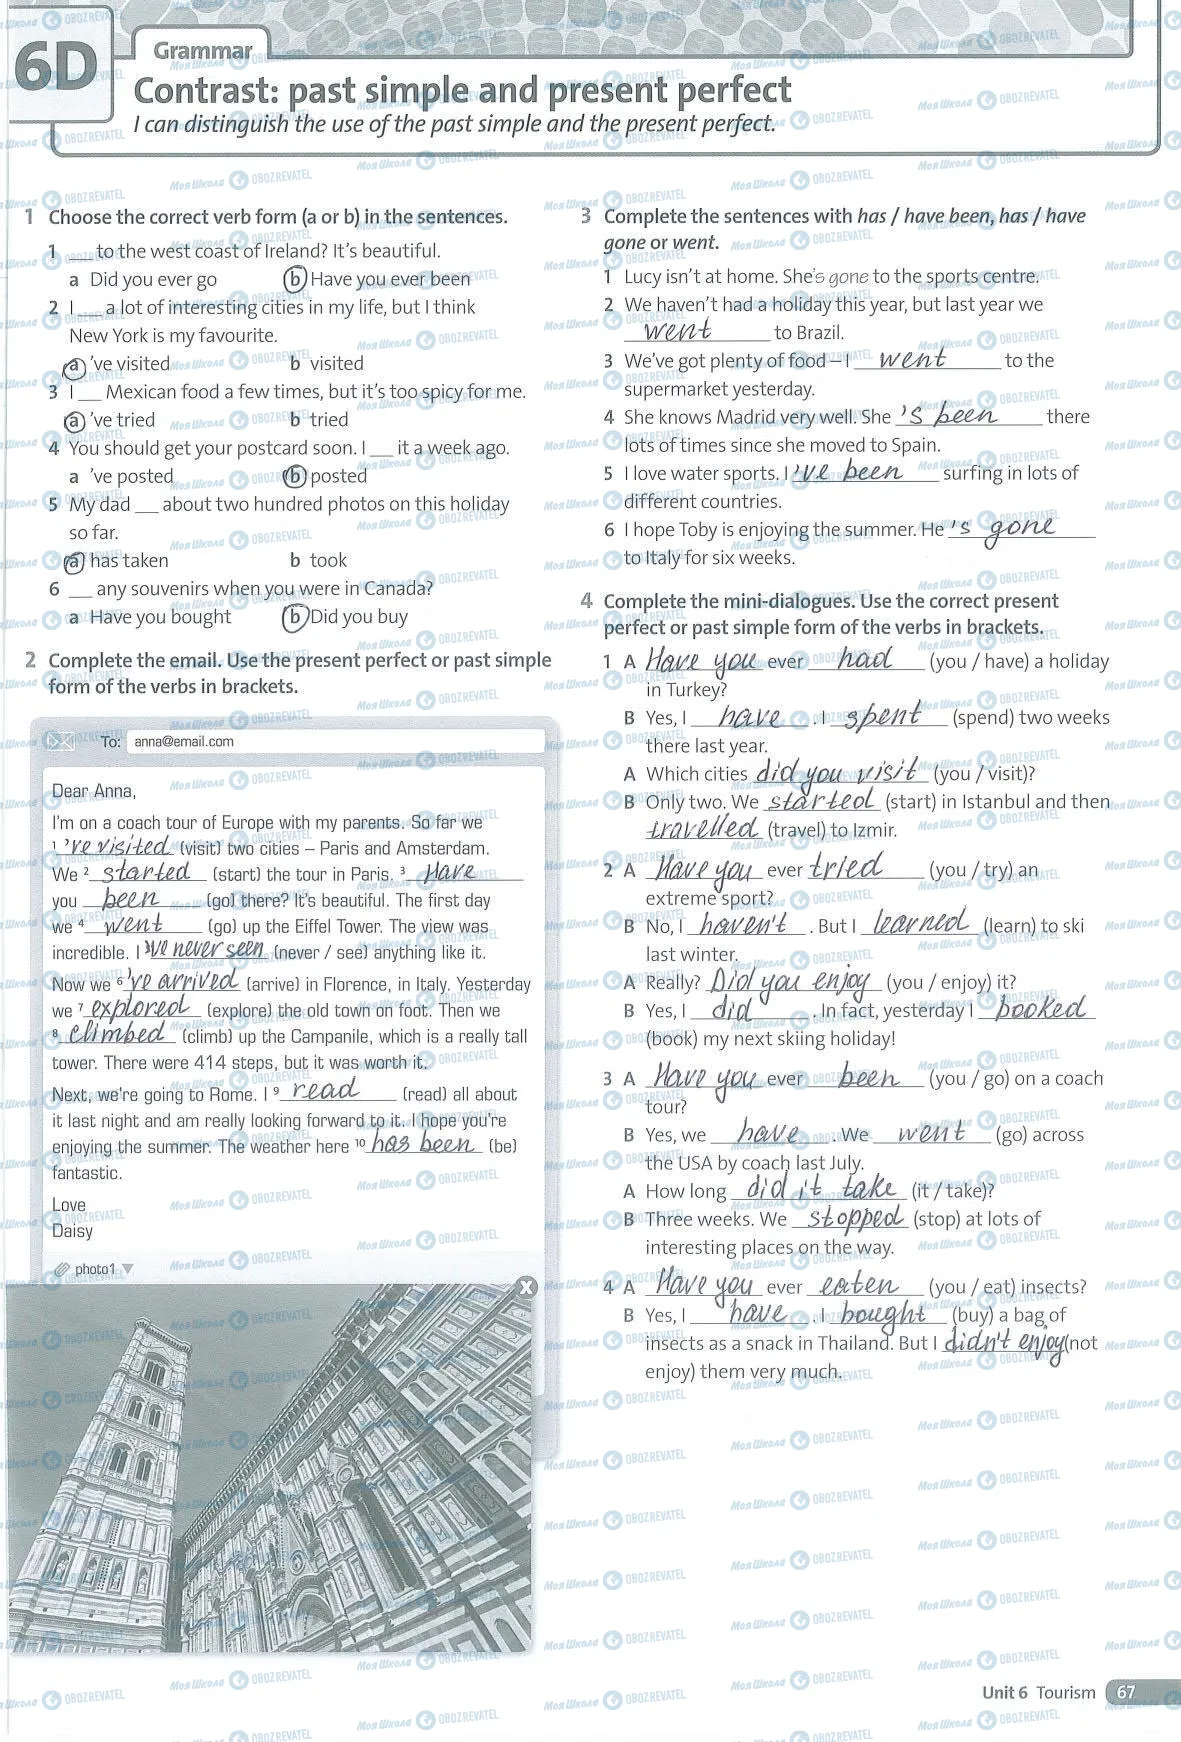 6D
Grammar
Contrast: past simple and present perfect
I can distinguish the use of the past simple and the present perfect.
1 Choose the correct verb form (a or b) in the sentences.
1 ___ to the west coast of Ireland? It's beautiful.
a Did you ever go b Have you ever been
2 I ___ a lot of interesting cities in my life, but I think
New York is my favourite.
a 've visited b visited
3 I ___ Mexican food a few times, but it's too spicy for me.
a 've tried b tried
4 You should get your postcard soon. I ___ it a week ago.
a 've posted b posted
5 My dad ___ about two hundred photos on this holiday
so far.
a has taken b took
6 ___ any souvenirs when you were in Canada?
a Have you bought b Did you buy
2 Complete the email. Use the present perfect or past simple
form of the verbs in brackets.
To: anna@email.com
Dear Anna,
I'm on a coach tour of Europe with my parents. So far we
1 've visited (visit) two cities – Paris and Amsterdam.
We 2 started (start) the tour in Paris. 3 Have
you been (go) there? It's beautiful. The first day
we 4 went (go) up the Eiffel Tower. The view was
incredible. I 5 've never seen (never / see) anything like it.
Now we 6 've arrived (arrive) in Florence, in Italy. Yesterday
we 7 explored (explore) the old town on foot. Then we
8 climbed (climb) up the Campanile, which is a really tall
tower. There were 414 steps, but it was worth it.
Next, we're going to Rome. I 9 read (read) all about
it last night and am really looking forward to it. I hope you're
enjoying the summer. The weather here 10 has been (be)
fantastic.
Love
Daisy
photo1
X
3 Complete the sentences with has / have been, has / have
gone or went.
1 Lucy isn't at home. She's gone to the sports centre.
2 We haven't had a holiday this year, but last year we
went to Brazil.
3 We've got plenty of food – I went to the
supermarket yesterday.
4 She knows Madrid very well. She 's been there
lots of times since she moved to Spain.
5 I love water sports. I 've been surfing in lots of
different countries.
6 I hope Toby is enjoying the summer. He 's gone
to Italy for six weeks.
4 Complete the mini-dialogues. Use the correct present
perfect or past simple form of the verbs in brackets.
1 A Have you ever had (you / have) a holiday
in Turkey?
B Yes, I have. I spent (spend) two weeks
there last year.
A Which cities did you visit (you / visit)?
B Only two. We started (start) in Istanbul and then
travelled (travel) to Izmir.
2 A Have you ever tried (you / try) an
extreme sport?
B No, I haven't. But I learned (learn) to ski
last winter.
A Really? Did you enjoy (you / enjoy) it?
B Yes, I did. In fact, yesterday I booked
(book) my next skiing holiday!
3 A Have you ever been (you / go) on a coach
tour?
B Yes, we have. We went (go) across
the USA by coach last July.
A How long did it take (it / take)?
B Three weeks. We stopped (stop) at lots of
interesting places on the way.
4 A Have you ever eaten (you / eat) insects?
B Yes, I have. I bought (buy) a bag of
insects as a snack in Thailand. But I didn't enjoy (not
enjoy) them very much.
Unit 6 Tourism 67
Моя Школа OBOZREVATEL